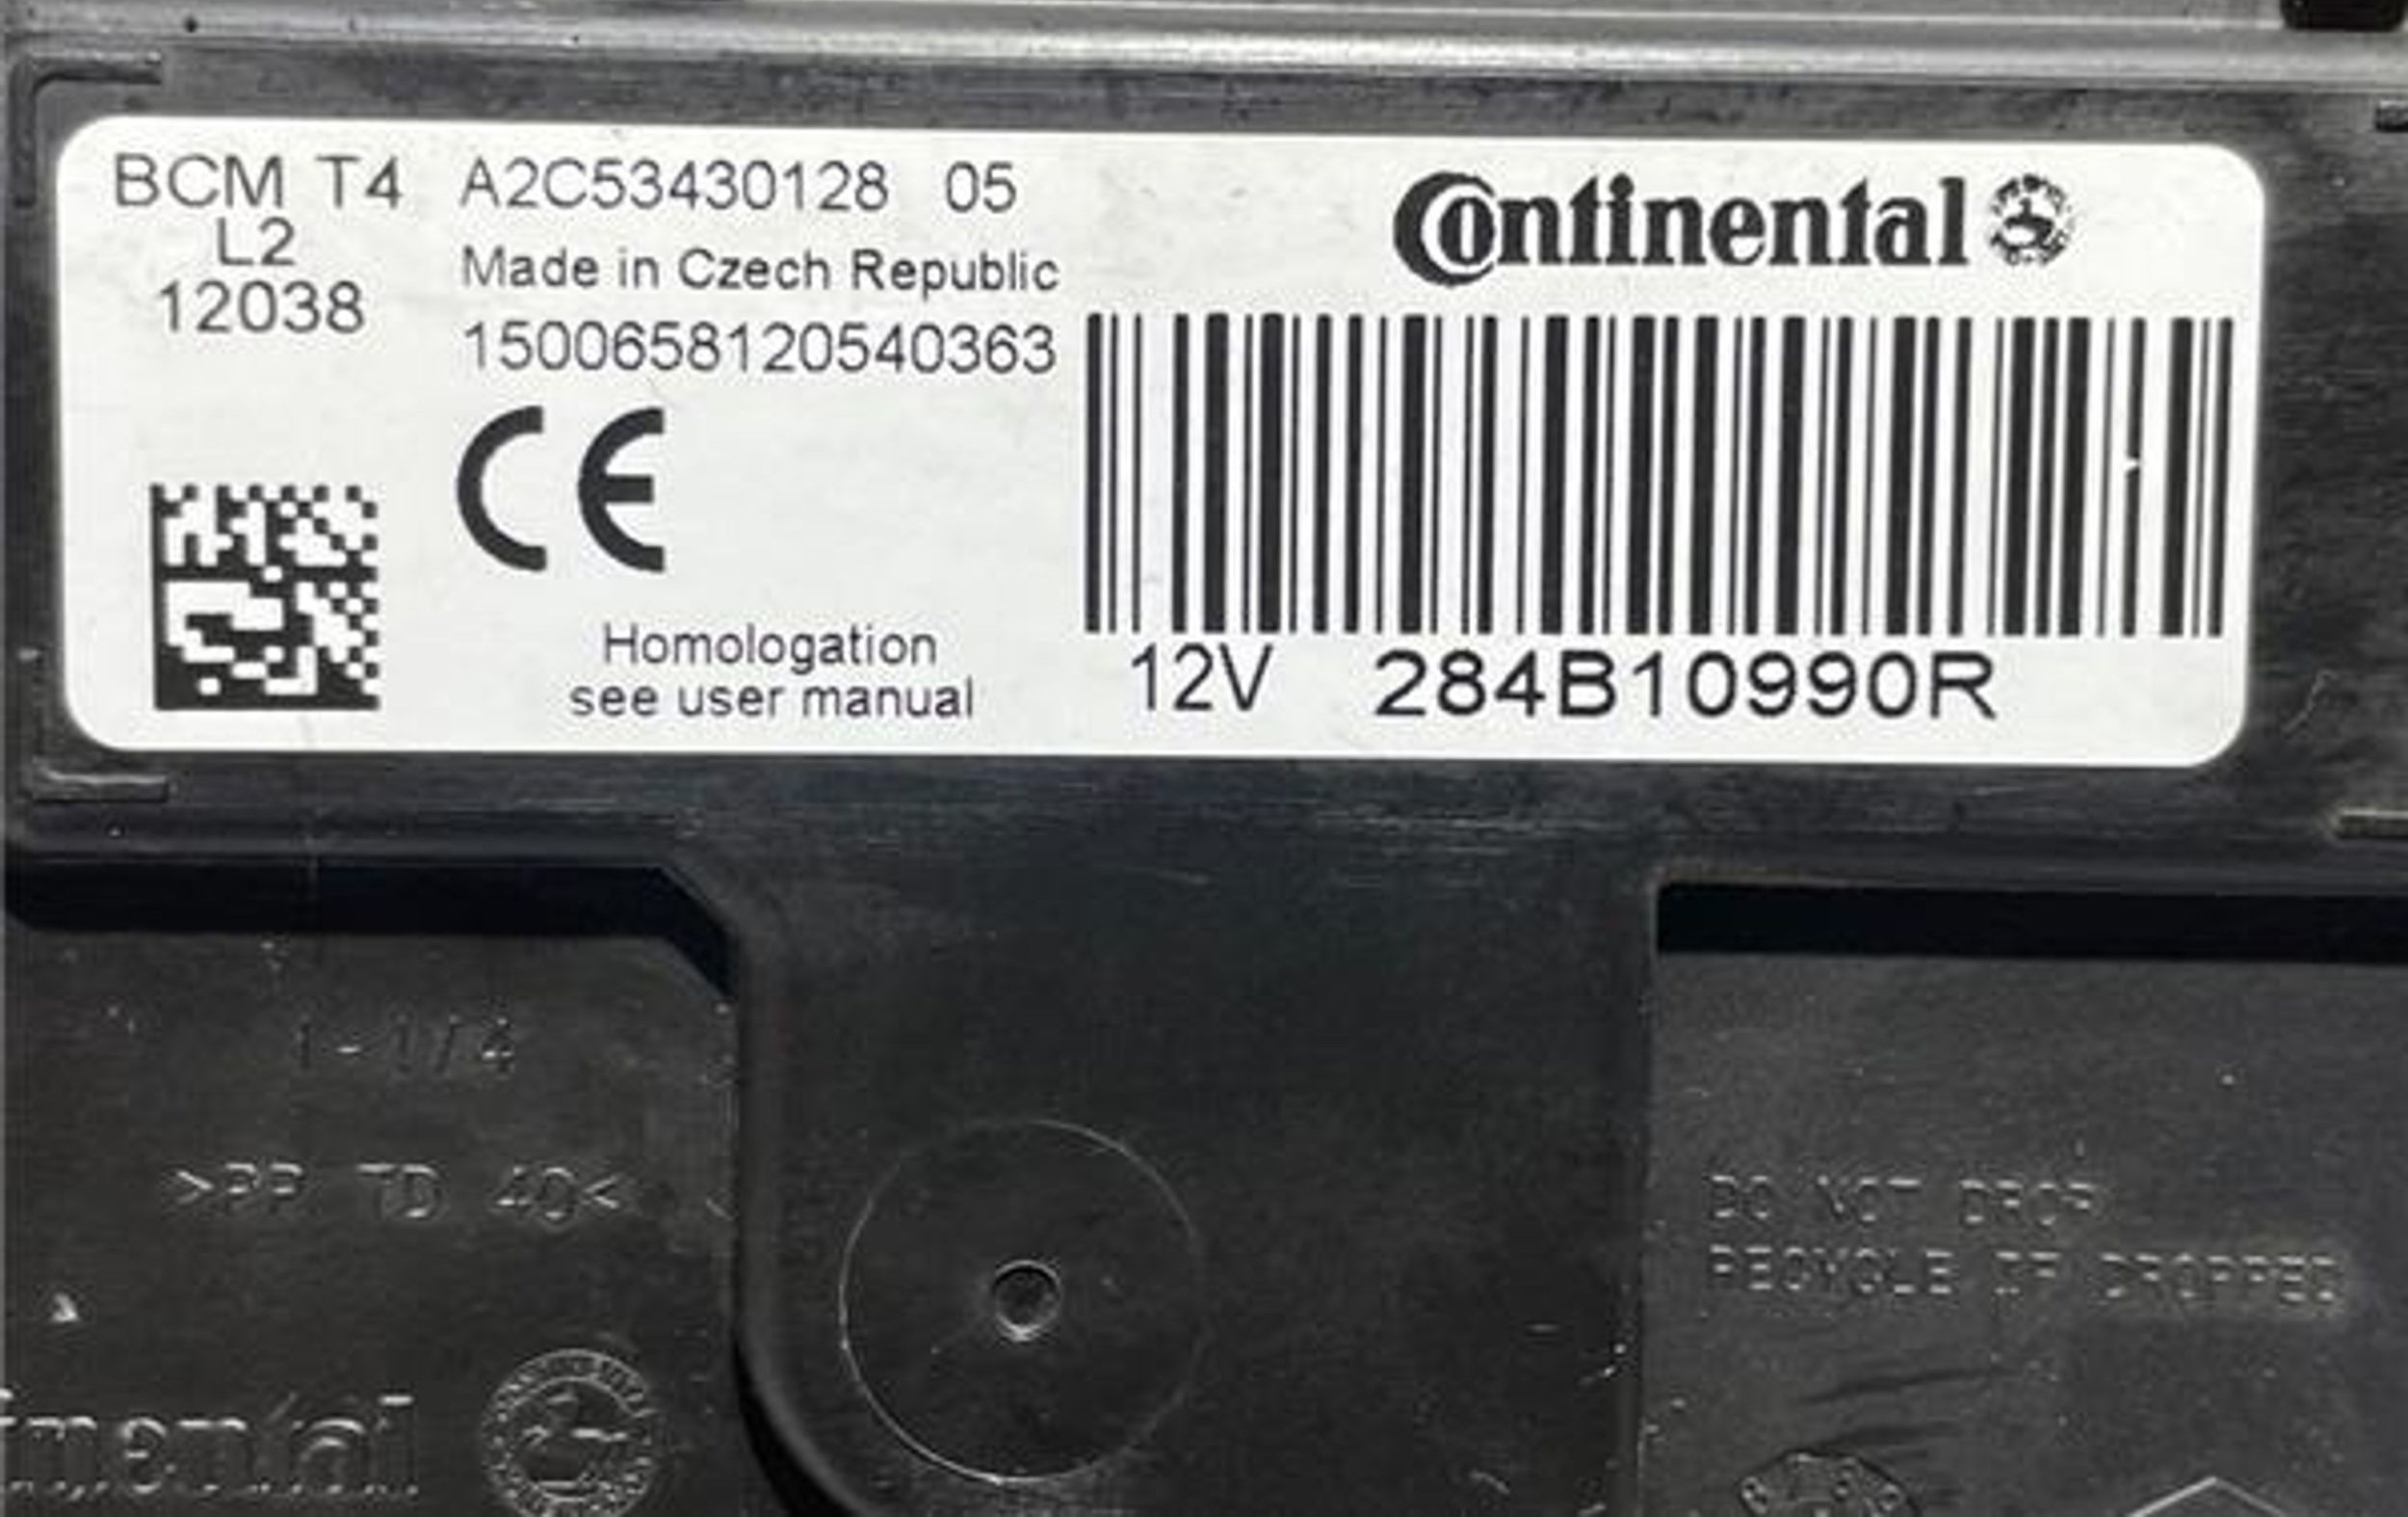 BCM T4 A2C53430128 05
L2
Made in Czech Republic
12038
1500658120540363
Continental
CE
Homologation
see user manual
12V 284B10990R
1-1/4
>PP TD 40<
DO NOT DROP
RECYCLE IF DROPPED